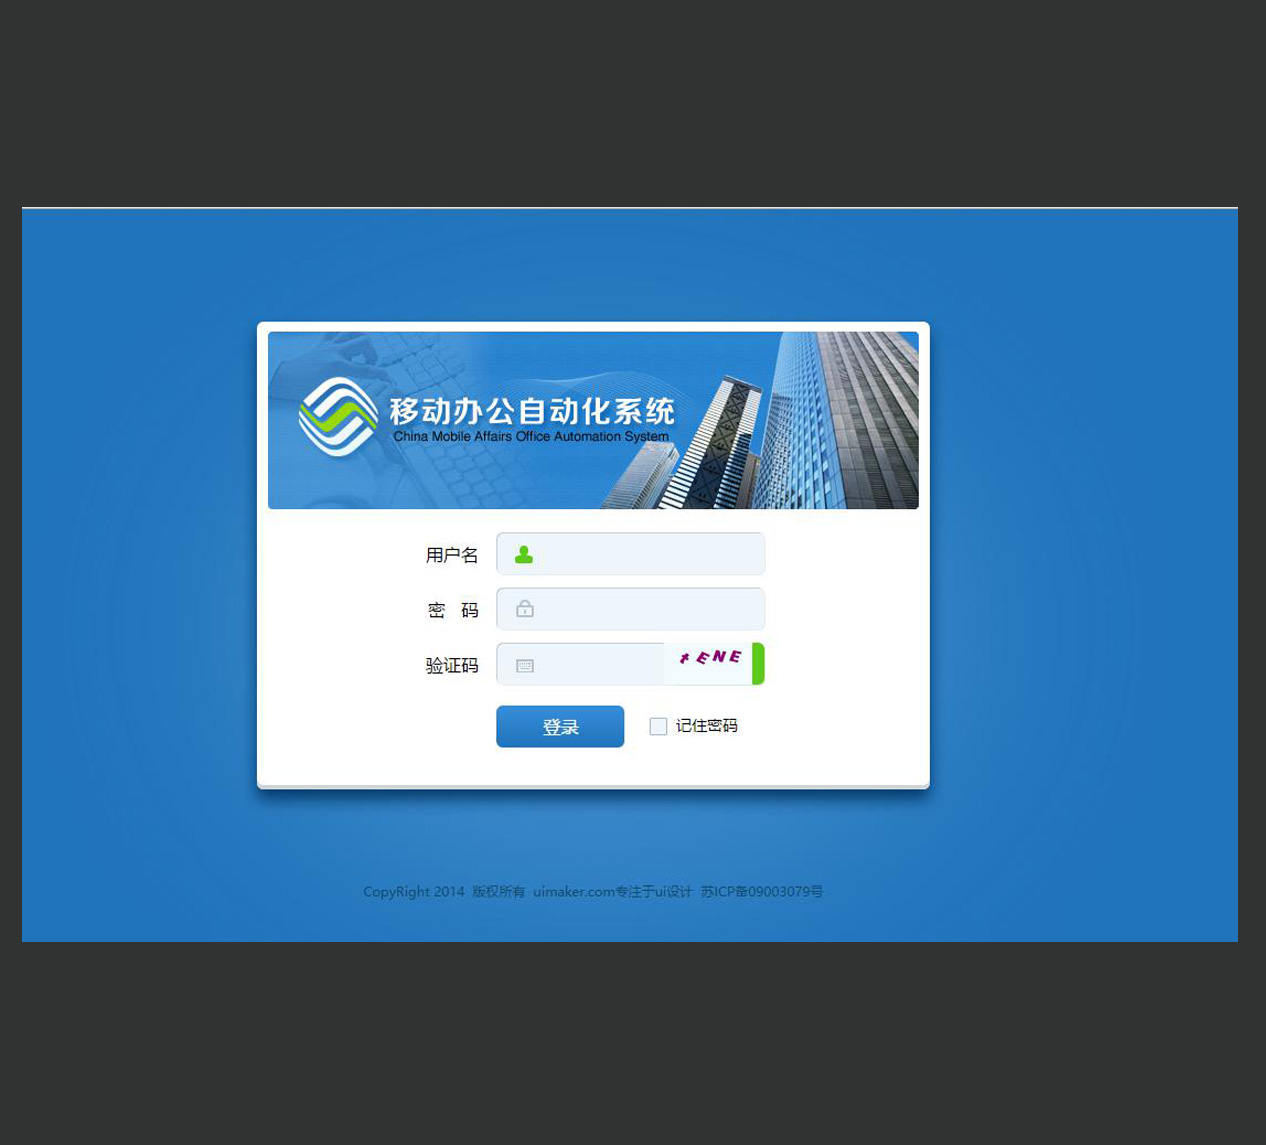 移动办公自动化系统
China Mobile Affairs Office Automation System
用户名
密 码
验证码
tENE
登录 记住密码
CopyRight 2014 版权所有 uimaker.com专注于ui设计 苏ICP备09003079号